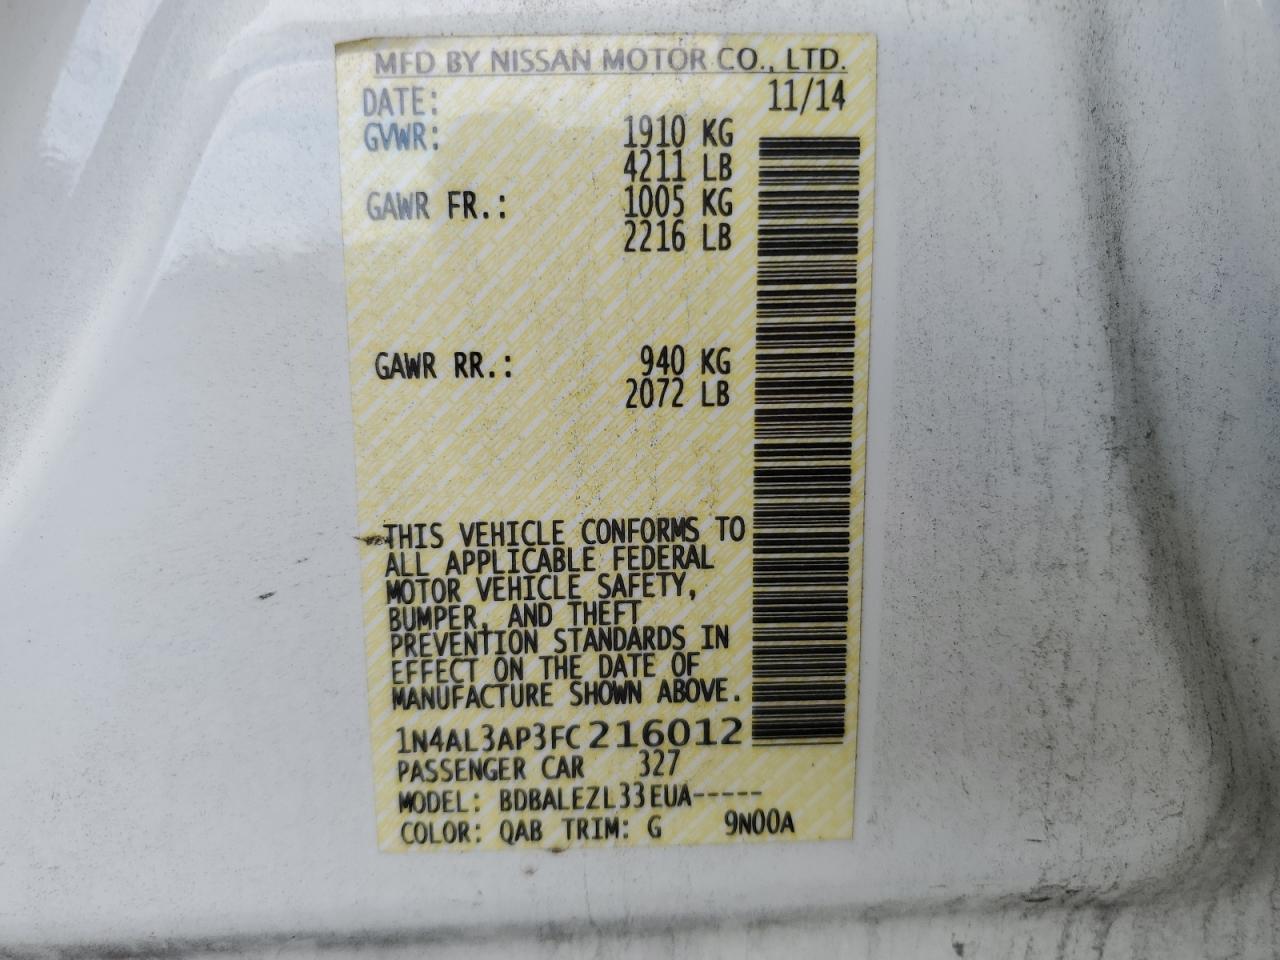 MFD BY NISSAN MOTOR CO., LTD.
DATE: 11/14
GVWR: 1910 KG
4211 LB
GAWR FR.: 1005 KG
2216 LB
GAWR RR.: 940 KG
2072 LB
THIS VEHICLE CONFORMS TO
ALL APPLICABLE FEDERAL
MOTOR VEHICLE SAFETY,
BUMPER, AND THEFT
PREVENTION STANDARDS IN
EFFECT ON THE DATE OF
MANUFACTURE SHOWN ABOVE.
1N4AL3AP3FC216012
PASSENGER CAR 327
MODEL: BDBALEZL33EUA-----
COLOR: QAB TRIM: G 9N00A